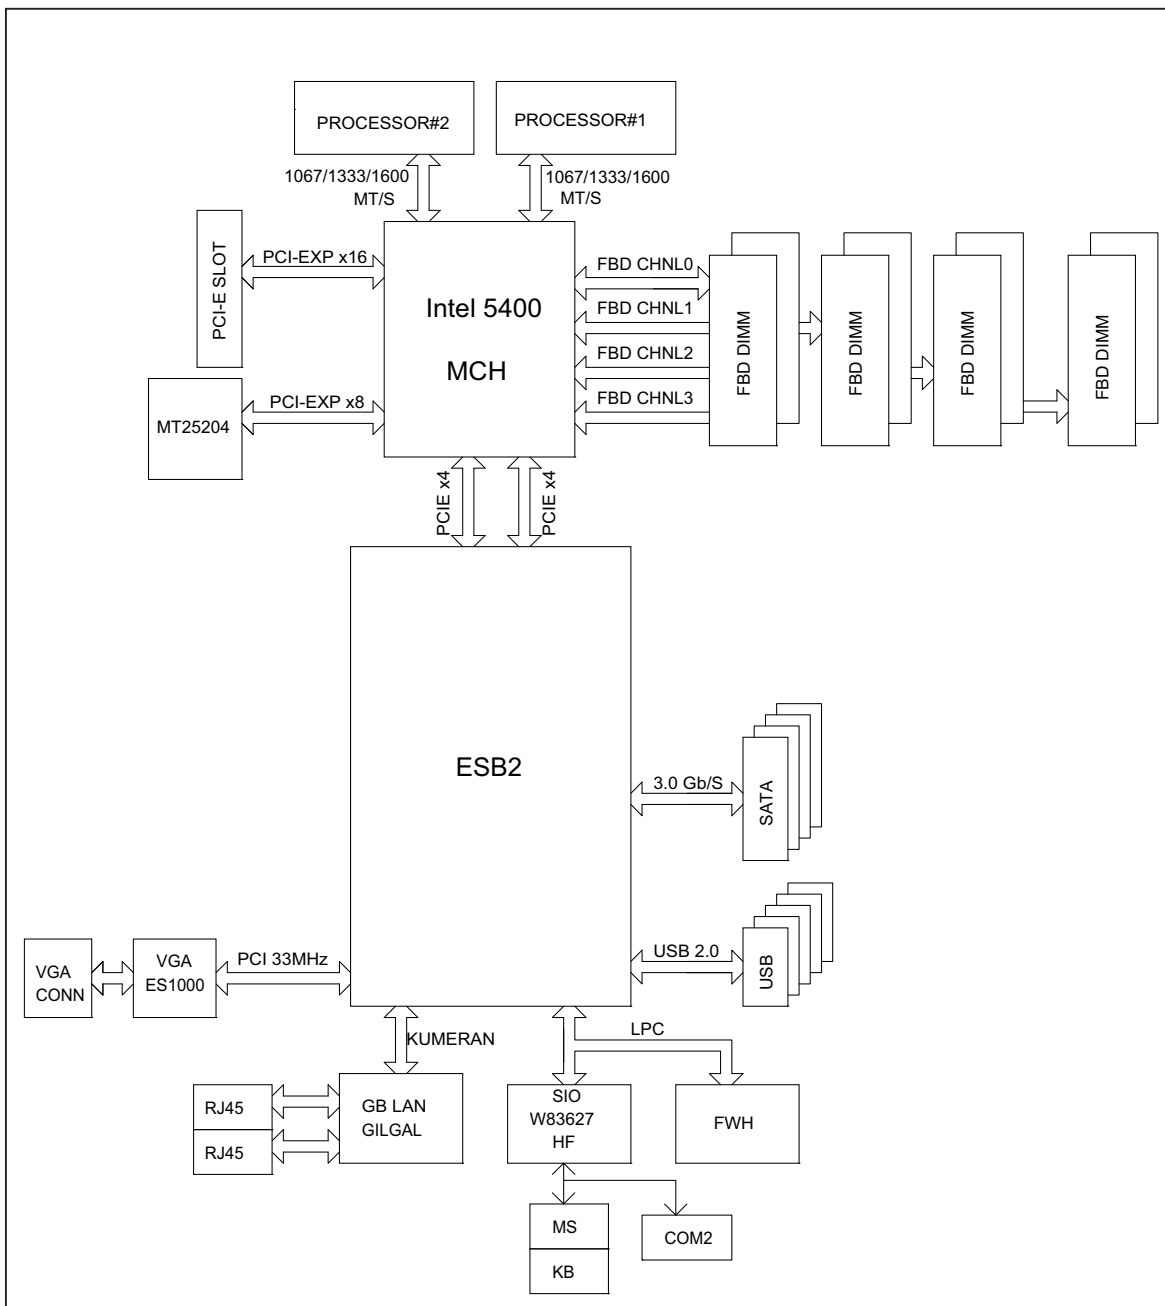 PROCESSOR#2
PROCESSOR#1
1067/1333/1600
MT/S
1067/1333/1600
MT/S
PCI-E SLOT
PCI-EXP x16
Intel 5400
MCH
FBD CHNL0
FBD CHNL1
FBD CHNL2
FBD CHNL3
FBD DIMM
FBD DIMM
FBD DIMM
FBD DIMM
MT25204
PCI-EXP x8
PCIE x4
PCIE x4
ESB2
3.0 Gb/S
SATA
USB 2.0
USB
VGA
CONN
VGA
ES1000
PCI 33MHz
KUMERAN
LPC
RJ45
RJ45
GB LAN
GILGAL
SIO
W83627
HF
FWH
MS
KB
COM2